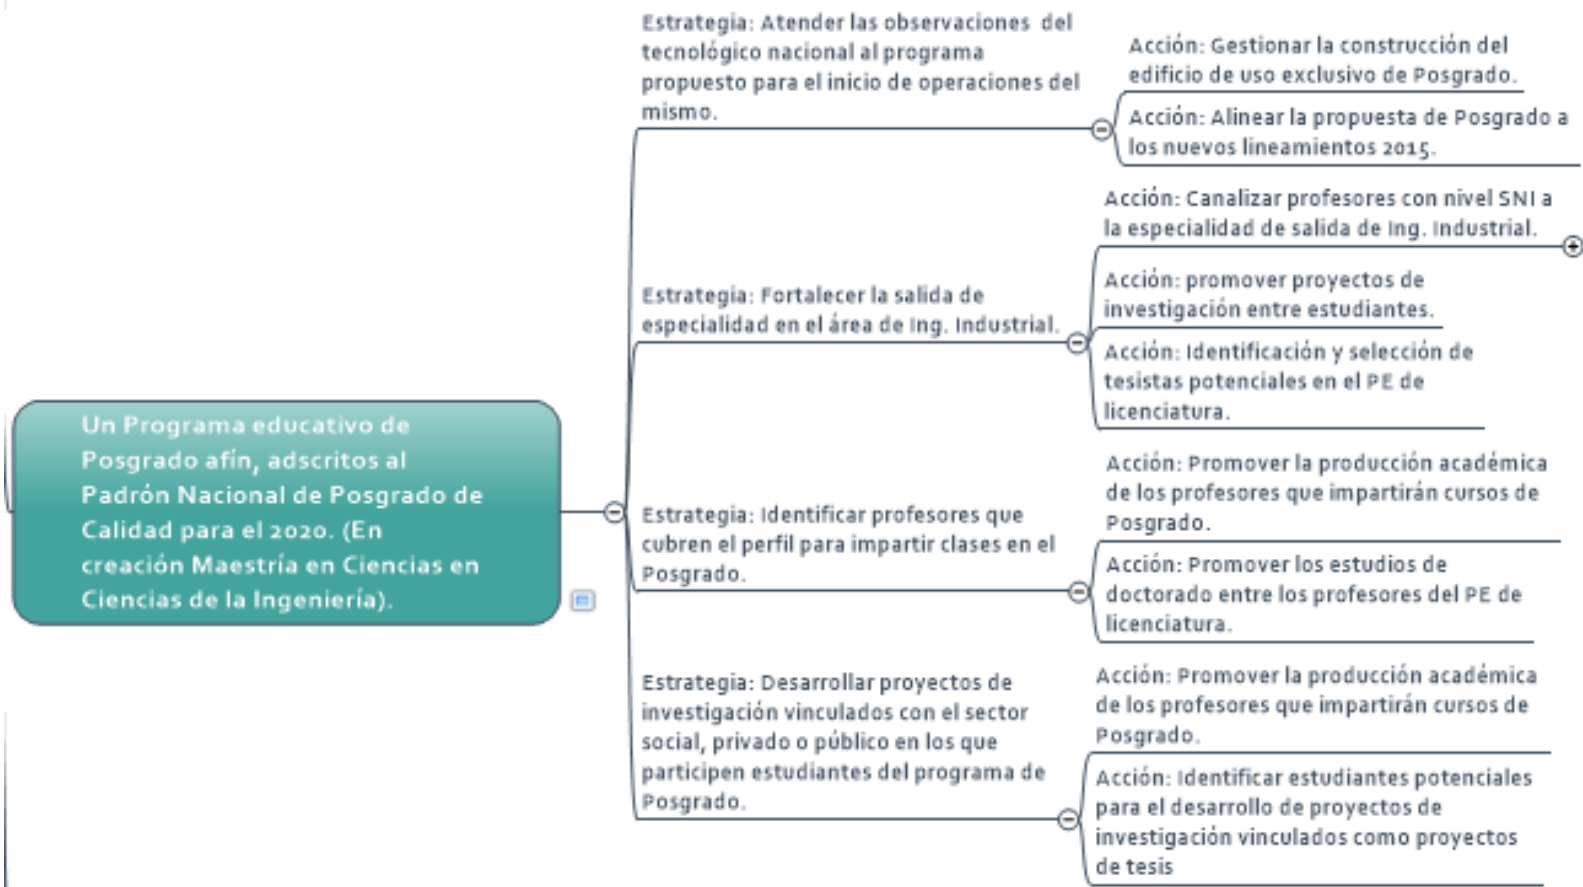 Un Programa educativo de
Posgrado afín, adscritos al
Padrón Nacional de Posgrado de
Calidad para el 2020. (En
creación Maestría en Ciencias en
Ciencias de la Ingeniería).
Estrategia: Atender las observaciones del
tecnológico nacional al programa
propuesto para el inicio de operaciones del
mismo.
Acción: Gestionar la construcción del
edificio de uso exclusivo de Posgrado.
Acción: Alinear la propuesta de Posgrado a
los nuevos lineamientos 2015.
Estrategia: Fortalecer la salida de
especialidad en el área de Ing. Industrial.
Acción: Canalizar profesores con nivel SNI a
la especialidad de salida de Ing. Industrial.
Acción: promover proyectos de
investigación entre estudiantes.
Acción: Identificación y selección de
tesistas potenciales en el PE de
licenciatura.
Estrategia: Identificar profesores que
cubren el perfil para impartir clases en el
Posgrado.
Acción: Promover la producción académica
de los profesores que impartirán cursos de
Posgrado.
Acción: Promover los estudios de
doctorado entre los profesores del PE de
licenciatura.
Estrategia: Desarrollar proyectos de
investigación vinculados con el sector
social, privado o público en los que
participen estudiantes del programa de
Posgrado.
Acción: Promover la producción académica
de los profesores que impartirán cursos de
Posgrado.
Acción: Identificar estudiantes potenciales
para el desarrollo de proyectos de
investigación vinculados como proyectos
de tesis